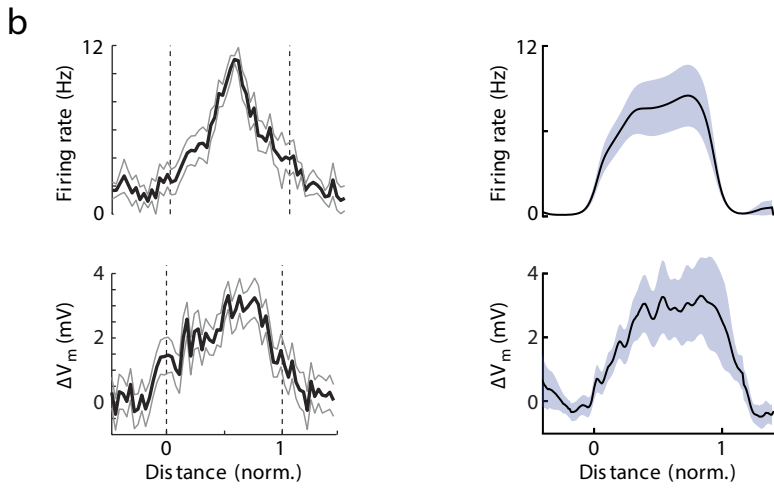 b
12
Firing rate (Hz)
0
12
Firing rate (Hz)
0
4
2
0
ΔVm (mV)
0 1
Distance (norm.)
4
2
0
ΔVm (mV)
0 1
Distance (norm.)